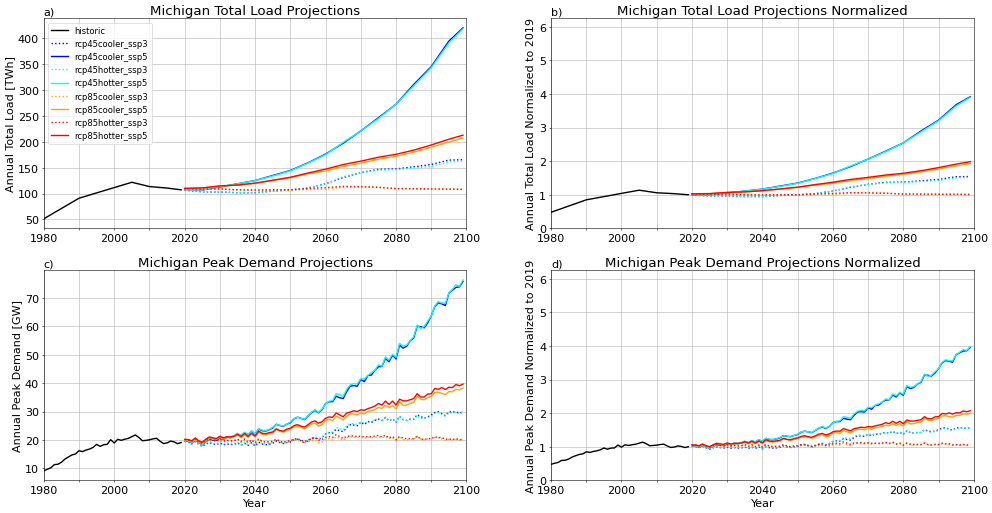 a)
Michigan Total Load Projections
Annual Total Load [TWh]
400
350
300
250
200
150
100
50
historic
rcp45cooler_ssp3
rcp45cooler_ssp5
rcp45hotter_ssp3
rcp45hotter_ssp5
rcp85cooler_ssp3
rcp85cooler_ssp5
rcp85hotter_ssp3
rcp85hotter_ssp5
1980 2000 2020 2040 2060 2080 2100
b)
Michigan Total Load Projections Normalized
Annual Total Load Normalized to 2019
6
5
4
3
2
1
0
1980 2000 2020 2040 2060 2080 2100
c)
Michigan Peak Demand Projections
Annual Peak Demand [GW]
70
60
50
40
30
20
10
1980 2000 2020 2040 2060 2080 2100
Year
d)
Michigan Peak Demand Projections Normalized
Annual Peak Demand Normalized to 2019
6
5
4
3
2
1
0
1980 2000 2020 2040 2060 2080 2100
Year